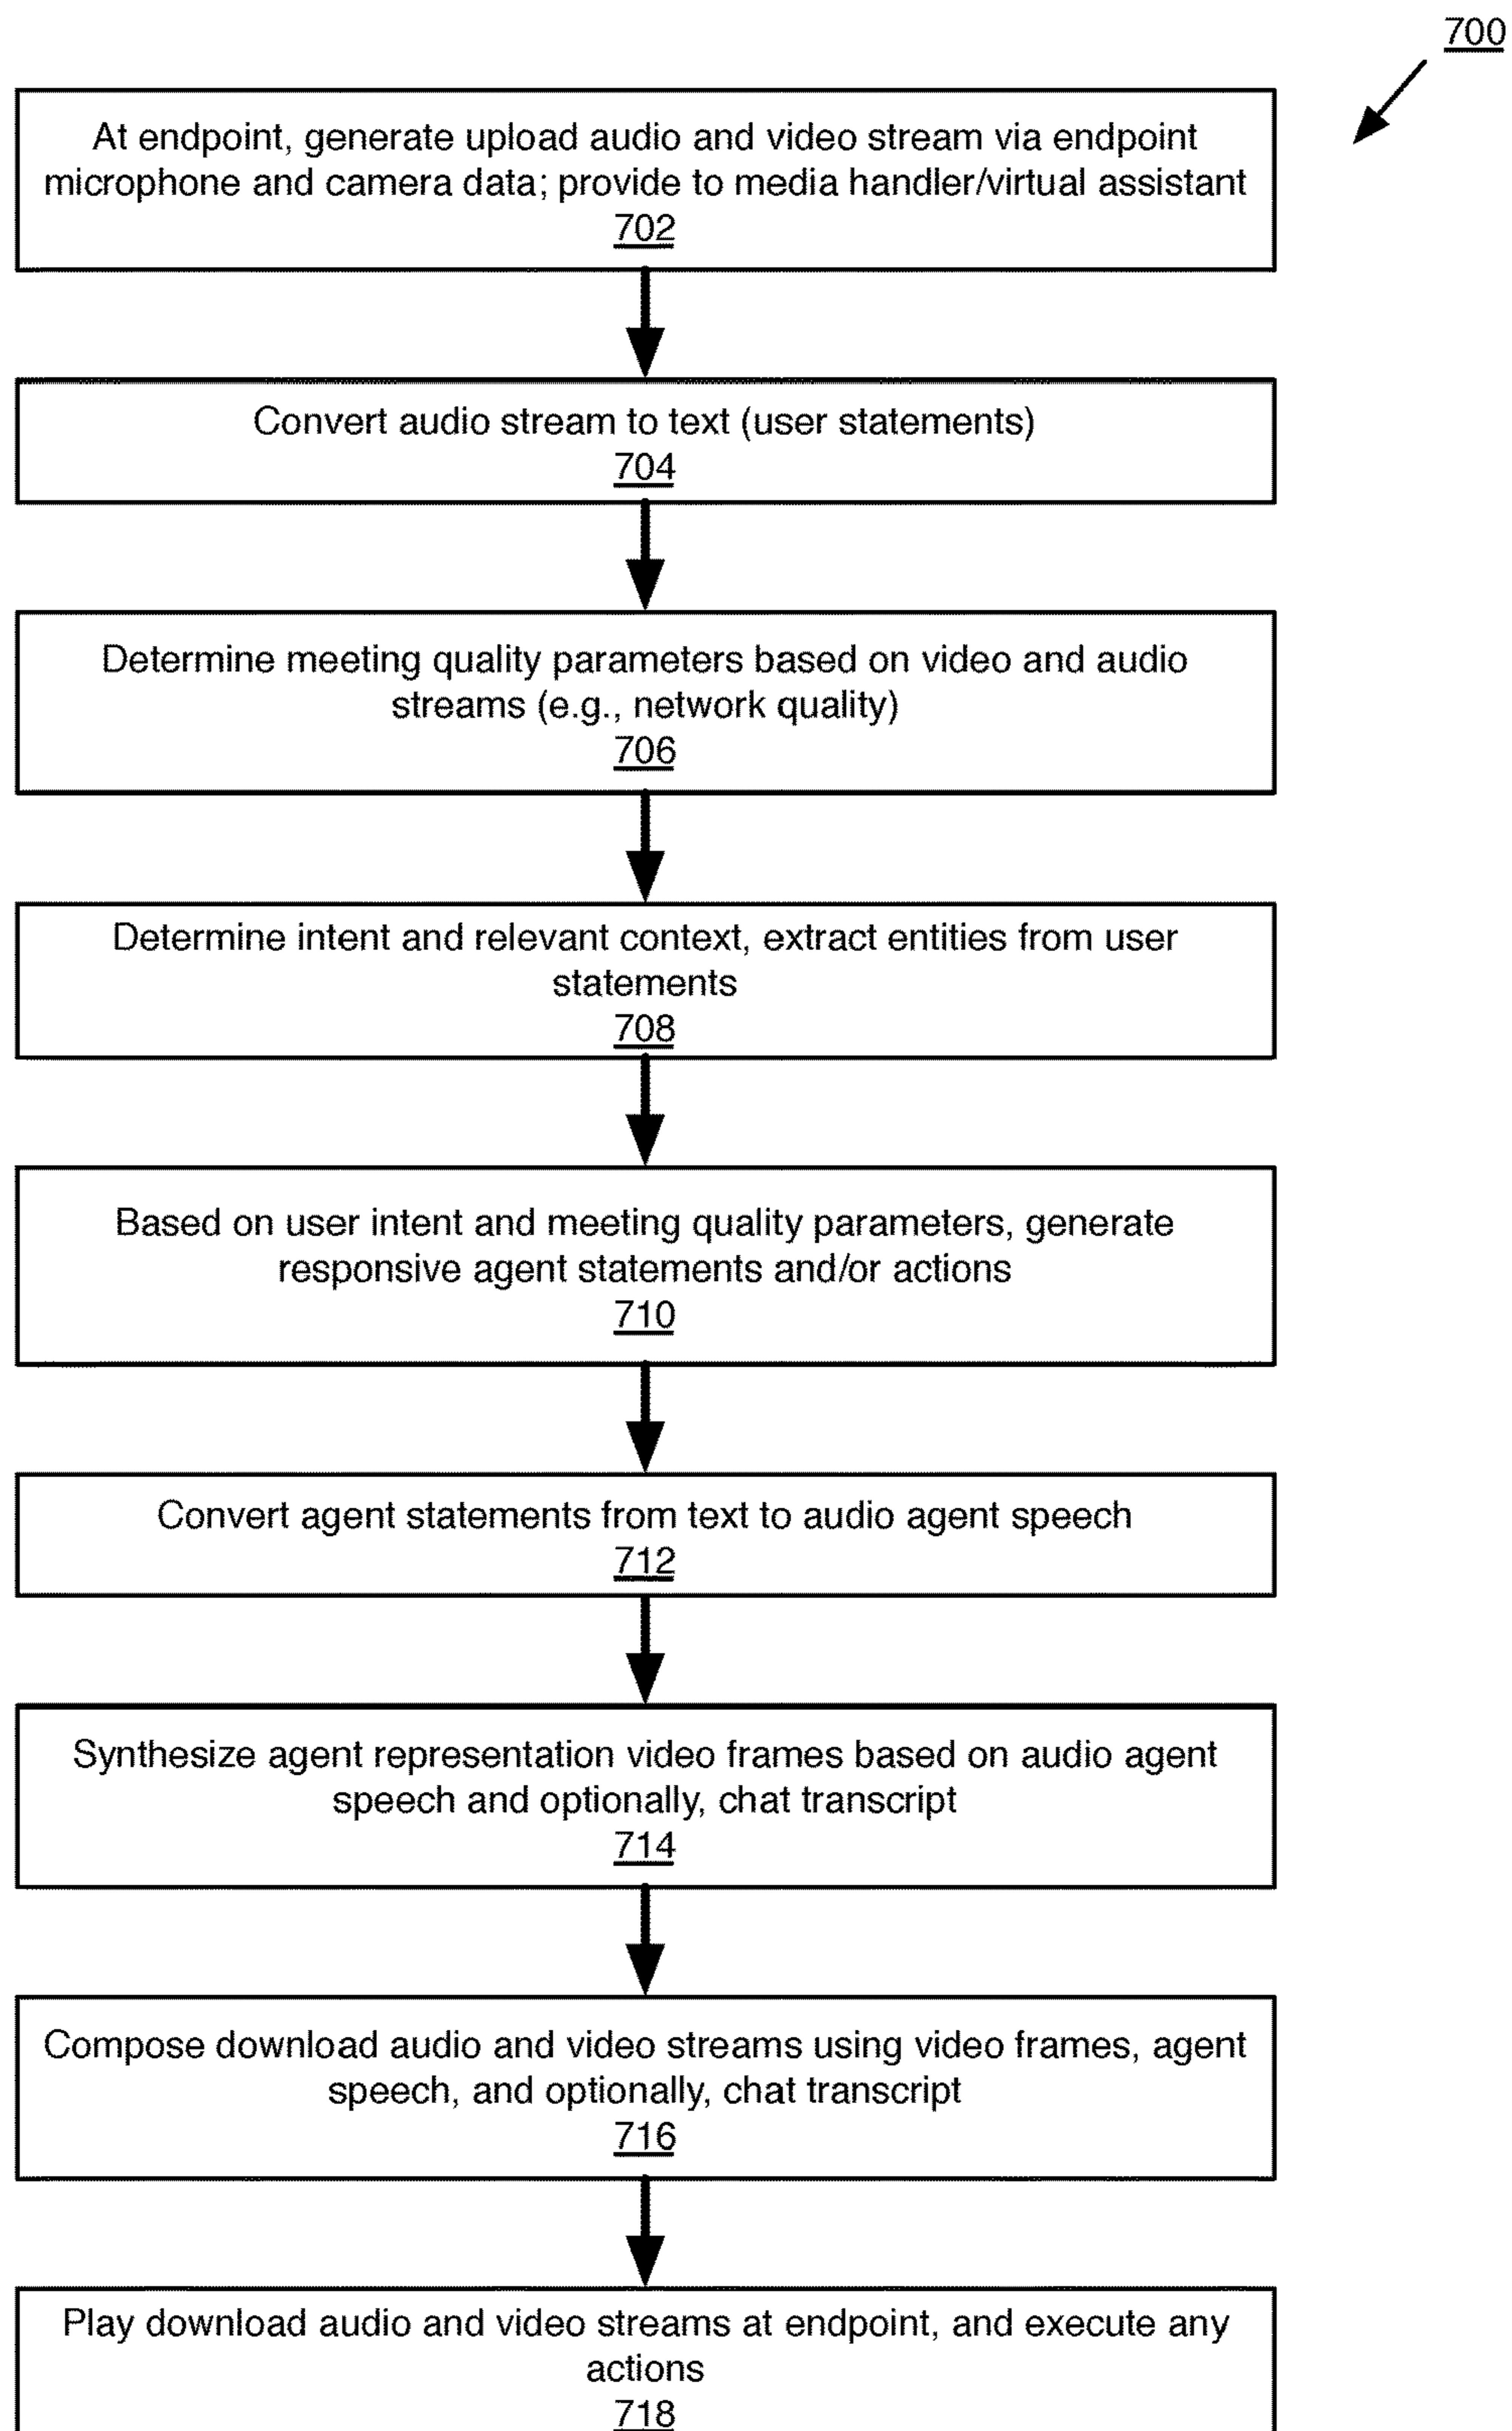 700
At endpoint, generate upload audio and video stream via endpoint
microphone and camera data; provide to media handler/virtual assistant
702
Convert audio stream to text (user statements)
704
Determine meeting quality parameters based on video and audio
streams (e.g., network quality)
706
Determine intent and relevant context, extract entities from user
statements
708
Based on user intent and meeting quality parameters, generate
responsive agent statements and/or actions
710
Convert agent statements from text to audio agent speech
712
Synthesize agent representation video frames based on audio agent
speech and optionally, chat transcript
714
Compose download audio and video streams using video frames, agent
speech, and optionally, chat transcript
716
Play download audio and video streams at endpoint, and execute any
actions
718